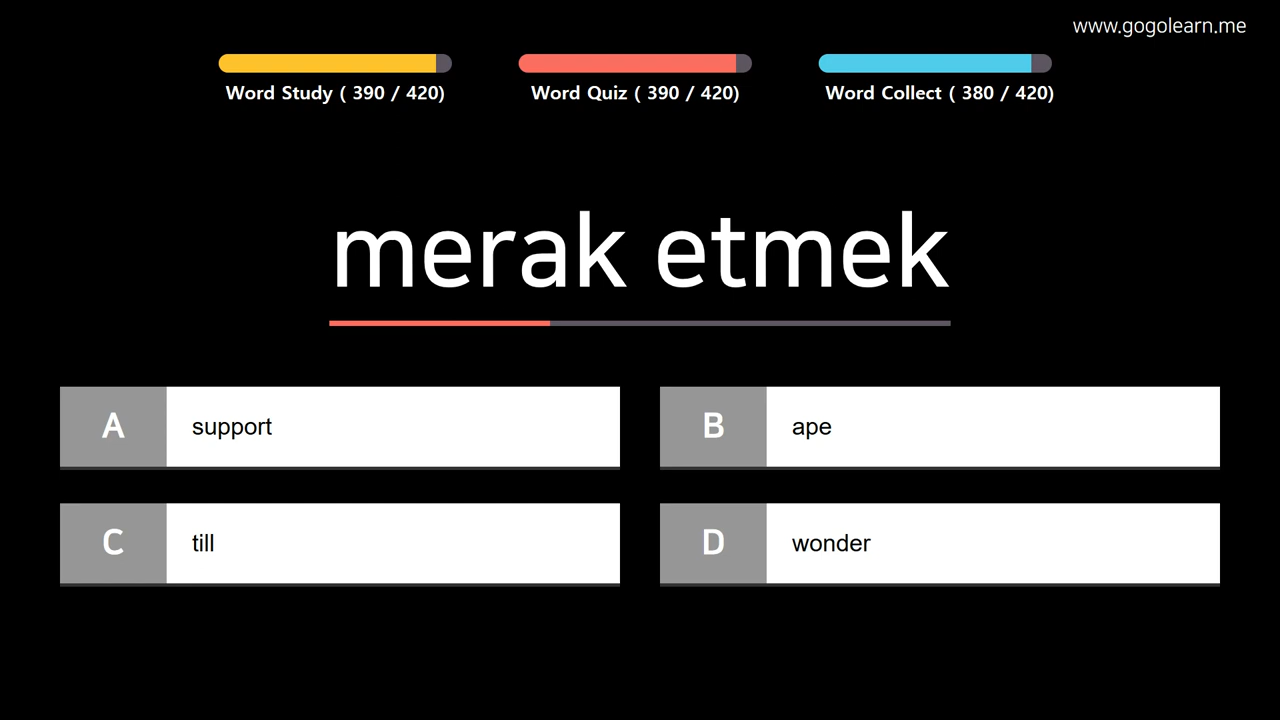 www.gogolearn.me
Word Study ( 390 / 420)
Word Quiz ( 390 / 420)
Word Collect ( 380 / 420)
merak etmek
A support
B ape
C till
D wonder